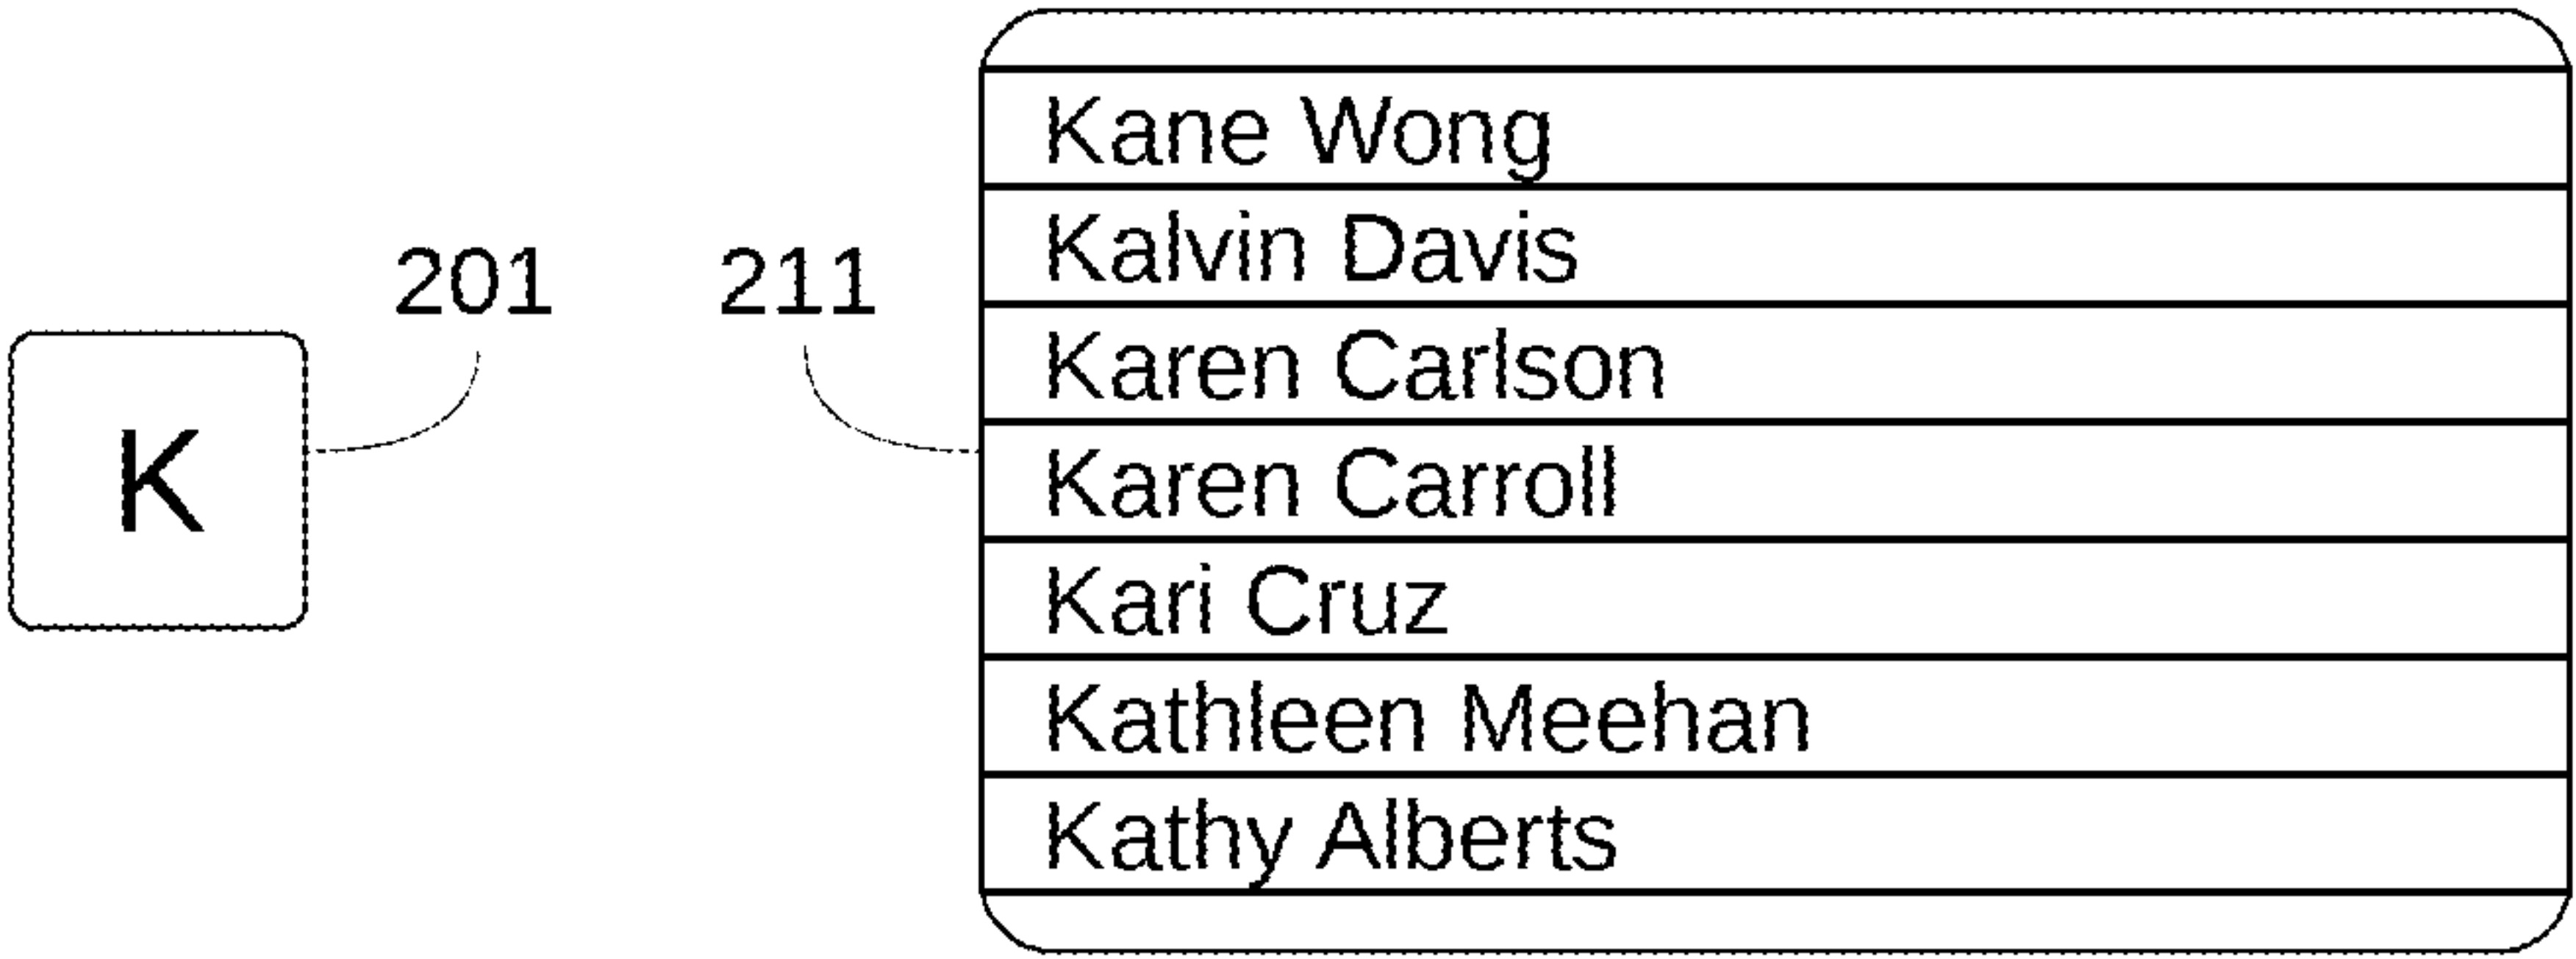 K
201
211
Kane Wong
Kalvin Davis
Karen Carlson
Karen Carroll
Kari Cruz
Kathleen Meehan
Kathy Alberts